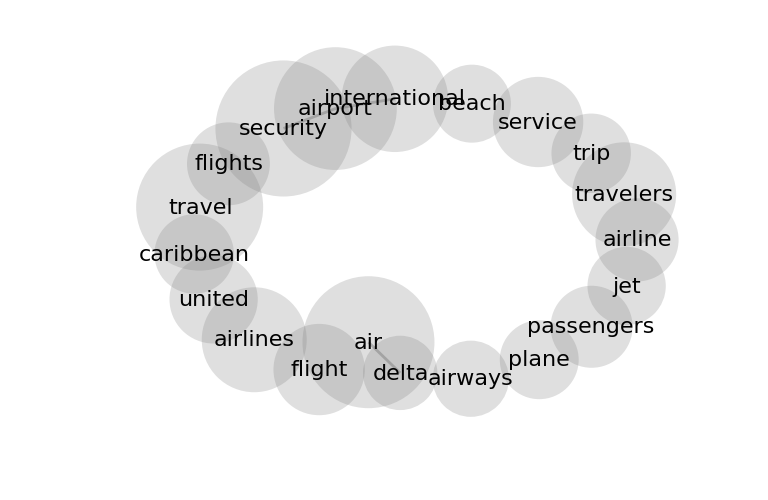 international
beach
airport
service
security
trip
flights
travelers
travel
airline
caribbean
jet
united
passengers
airlines
air
plane
flight
delta
airways